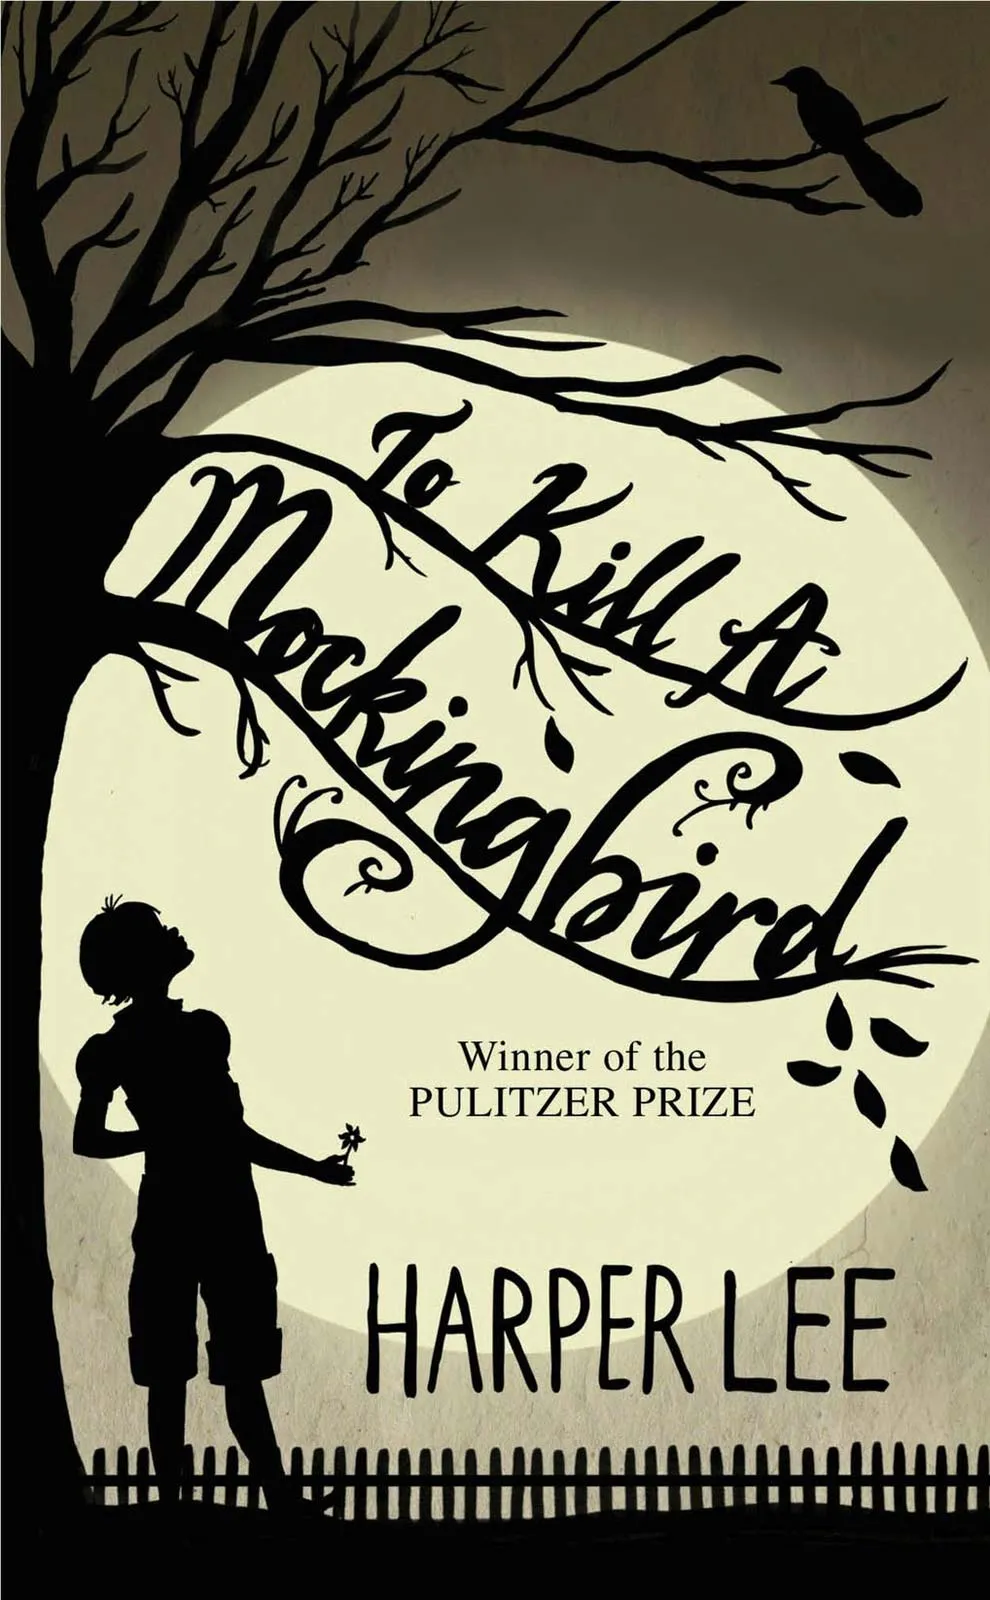 To Kill A
Mockingbird
Winner of the
PULITZER PRIZE
HARPER LEE